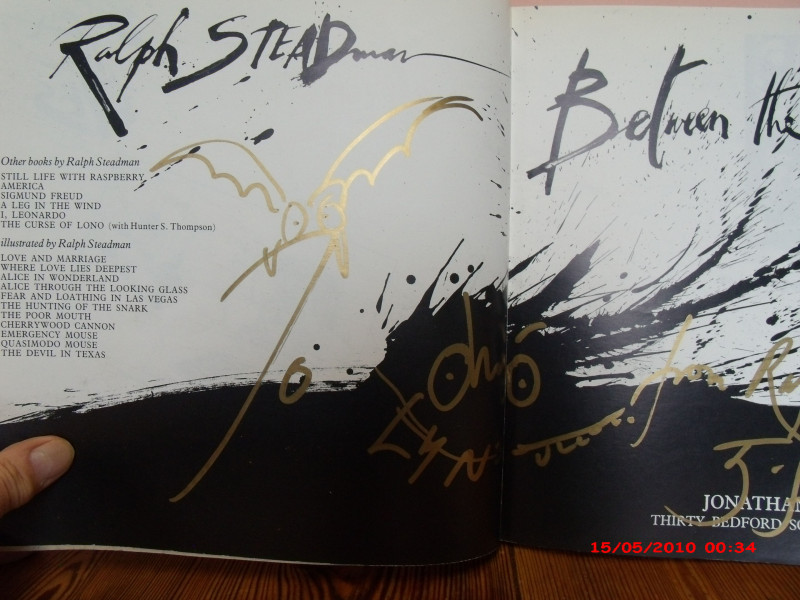 Ralph STEADman
Other books by Ralph Steadman
STILL LIFE WITH RASPBERRY
AMERICA
SIGMUND FREUD
A LEG IN THE WIND
I, LEONARDO
THE CURSE OF LONO (with Hunter S. Thompson)
illustrated by Ralph Steadman
LOVE AND MARRIAGE
WHERE LOVE LIES DEEPEST
ALICE IN WONDERLAND
ALICE THROUGH THE LOOKING GLASS
FEAR AND LOATHING IN LAS VEGAS
THE HUNTING OF THE SNARK
THE POOR MOUTH
CHERRYWOOD CANNON
EMERGENCY MOUSE
QUASIMODO MOUSE
THE DEVIL IN TEXAS
Between the
from
JONATHAN
THIRTY BEDFORD
15/05/2010 00:34